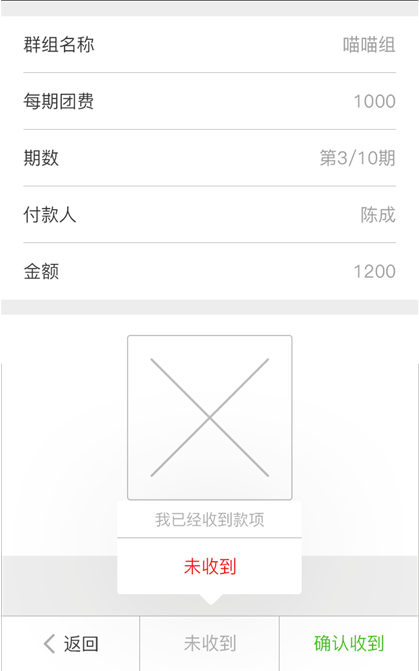 群组名称 喵喵组
每期团费 1000
期数 第3/10期
付款人 陈成
金额 1200
我已经收到款项
未收到
返回 未收到 确认收到